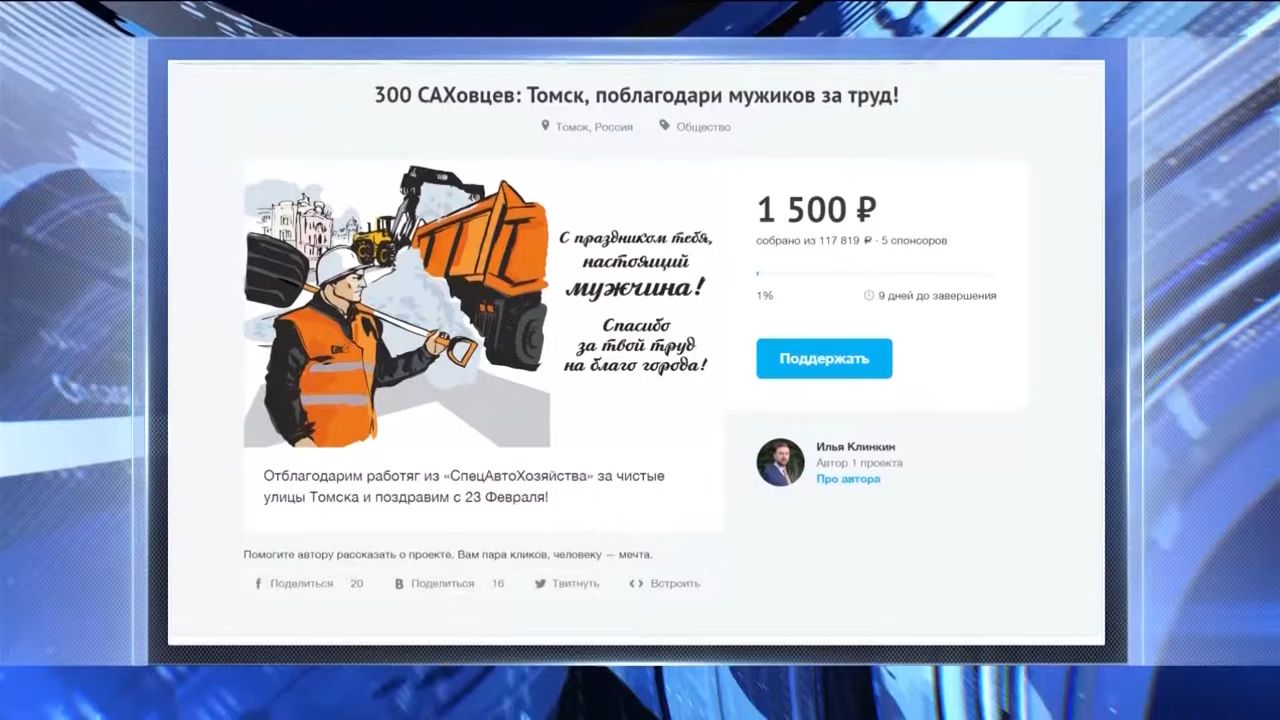 300 САХовцев: Томск, поблагодари мужиков за труд!
Томск, Россия Общество
С праздником тебя,
настоящий
мужчина!
Спасибо
за твой труд
на благо города!
Отблагодарим работяг из «СпецАвтоХозяйства» за чистые
улицы Томска и поздравим с 23 Февраля!
1 500 ₽
собрано из 117 819 ₽ · 5 спонсоров
1% 9 дней до завершения
Поддержать
Илья Клинкин
Автор 1 проекта
Про автора
Помогите автору рассказать о проекте. Вам пара кликов, человеку — мечта.
Поделиться 20 Поделиться 16 Твитнуть Встроить